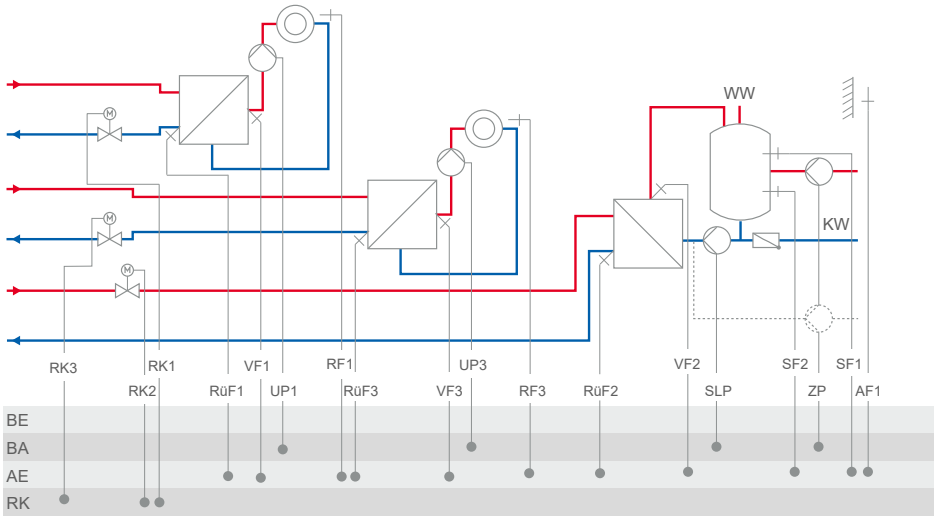 WW
M
KW
M
M
RK3
RK1
VF1
RF1
UP3
VF2
SF2
SF1
RK2
RüF1
UP1
RüF3
VF3
RF3
RüF2
SLP
ZP
AF1
BE
BA
AE
RK